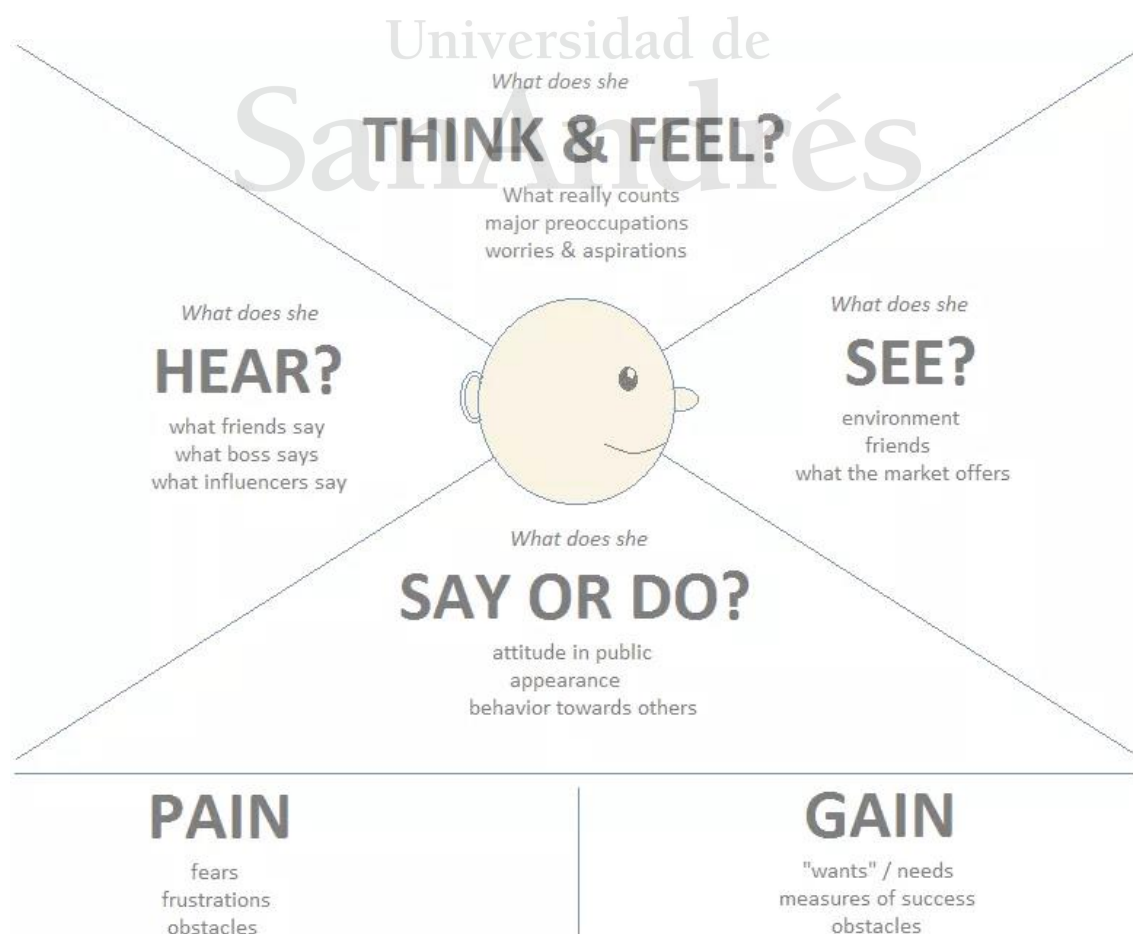 Universidad de
SanAndrés
What does she
THINK & FEEL?
What really counts
major preoccupations
worries & aspirations
What does she
HEAR?
what friends say
what boss says
what influencers say
What does she
SEE?
environment
friends
what the market offers
What does she
SAY OR DO?
attitude in public
appearance
behavior towards others
PAIN
fears
frustrations
obstacles
GAIN
"wants" / needs
measures of success
obstacles